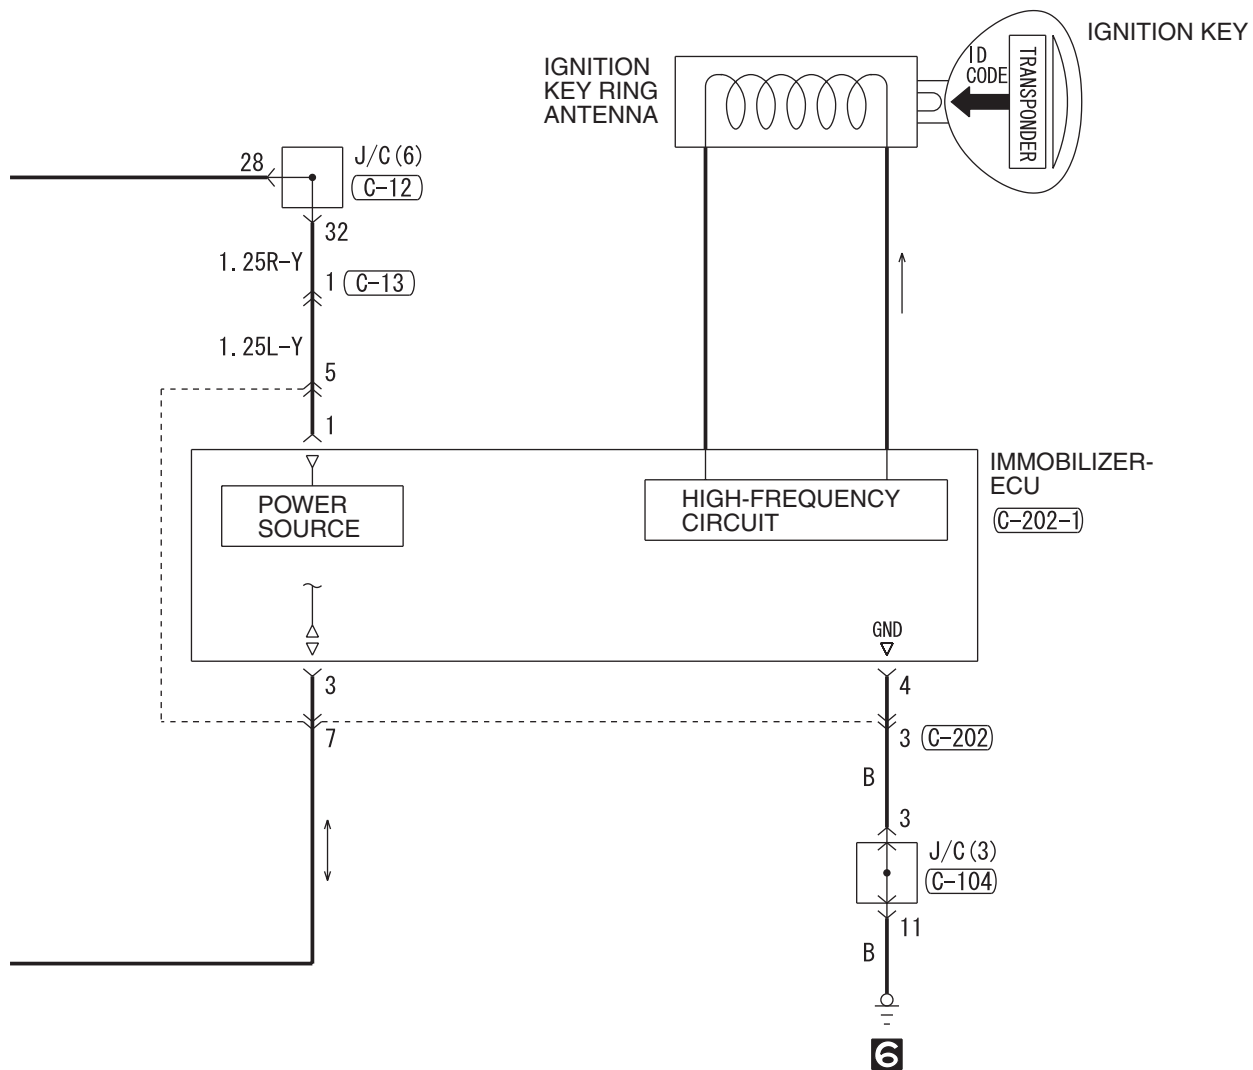 IGNITION KEY
IGNITION
KEY RING
ANTENNA
ID
CODE
TRANSPONDER
28
J/C(6)
C-12
32
1.25R-Y
1
C-13
1.25L-Y
5
1
IMMOBILIZER-
ECU
C-202-1
POWER
SOURCE
HIGH-FREQUENCY
CIRCUIT
GND
3
4
7
3
C-202
B
3
J/C(3)
C-104
11
B
6